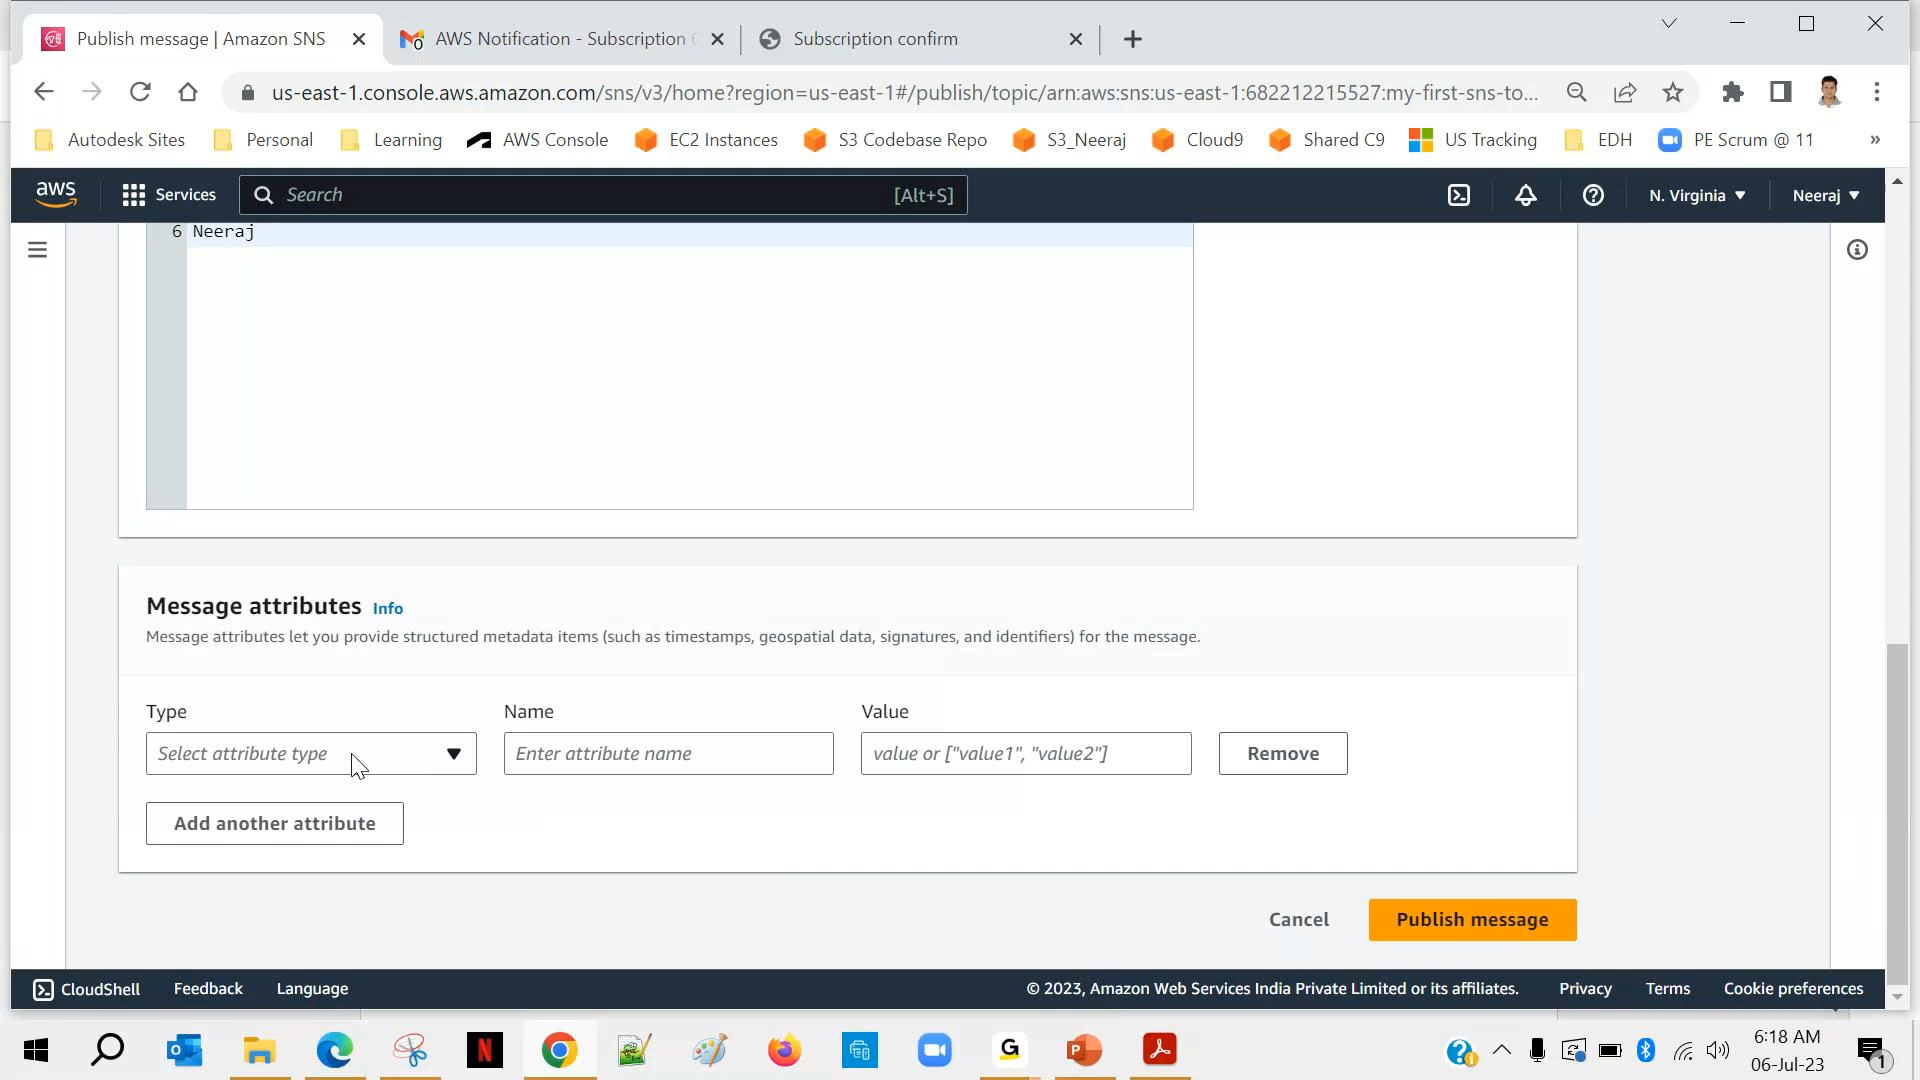 Publish message | Amazon SNS
AWS Notification - Subscription
Subscription confirm
us-east-1.console.aws.amazon.com/sns/v3/home?region=us-east-1#/publish/topic/arn:aws:sns:us-east-1:682212215527:my-first-sns-to...
Autodesk Sites Personal Learning AWS Console EC2 Instances S3 Codebase Repo S3_Neeraj Cloud9 Shared C9 US Tracking EDH PE Scrum @ 11 »
aws Services Search [Alt+S] N. Virginia Neeraj
6 Neeraj
Message attributes Info
Message attributes let you provide structured metadata items (such as timestamps, geospatial data, signatures, and identifiers) for the message.
Type Name Value
Select attribute type Enter attribute name value or ["value1", "value2"] Remove
Add another attribute
Cancel Publish message
CloudShell Feedback Language © 2023, Amazon Web Services India Private Limited or its affiliates. Privacy Terms Cookie preferences
6:18 AM
06-Jul-23
1